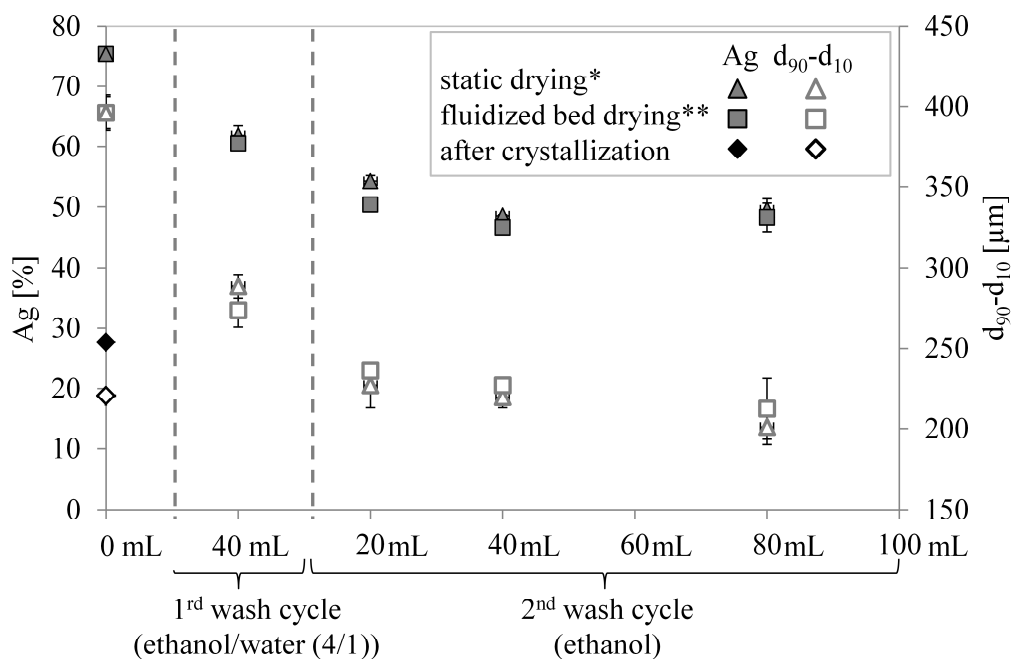 80
70
60
50
40
30
20
10
0
Ag [%]
450
400
350
300
250
200
150
d90-d10 [µm]
Ag d90-d10
static drying*
fluidized bed drying**
after crystallization
0 mL 40 mL 20 mL 40 mL 60 mL 80 mL 100 mL
1rd wash cycle
(ethanol/water (4/1))
2nd wash cycle
(ethanol)